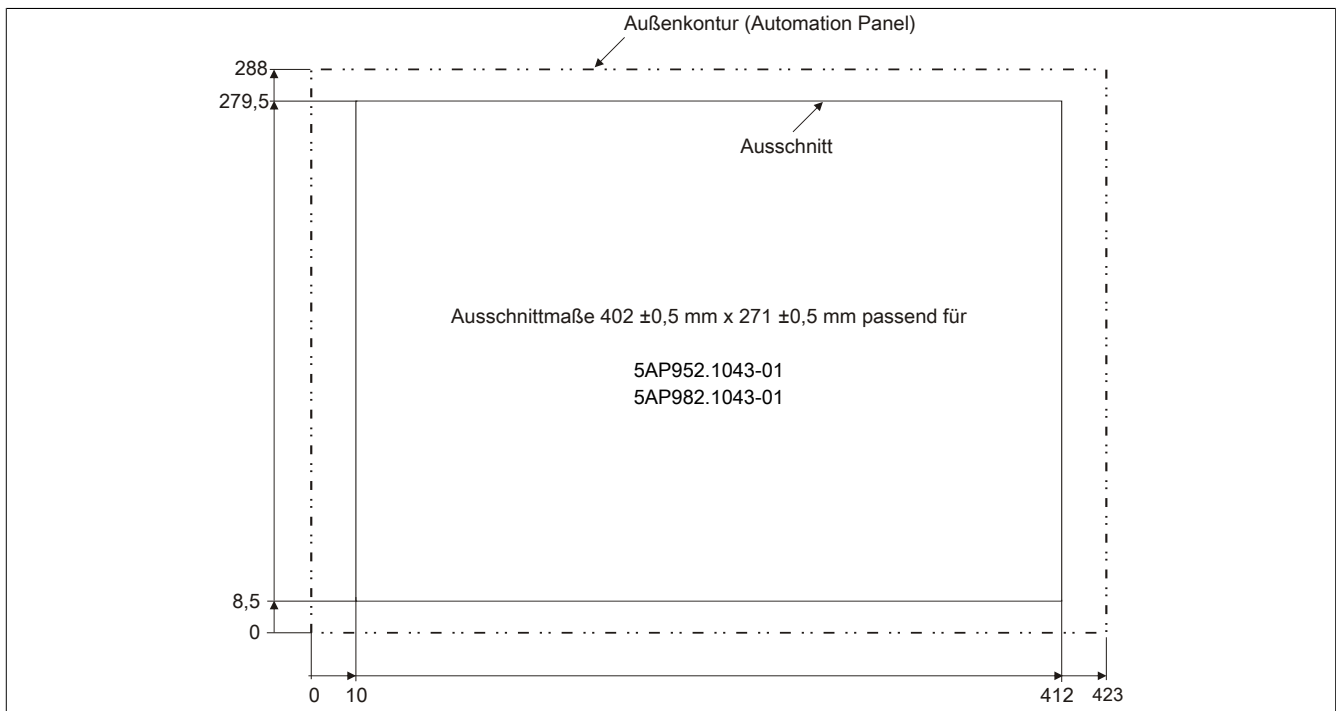 Außenkontur (Automation Panel)
288
279,5
Ausschnitt
Ausschnittmaße 402 ±0,5 mm x 271 ±0,5 mm passend für
5AP952.1043-01
5AP982.1043-01
8,5
0
0 10 412 423